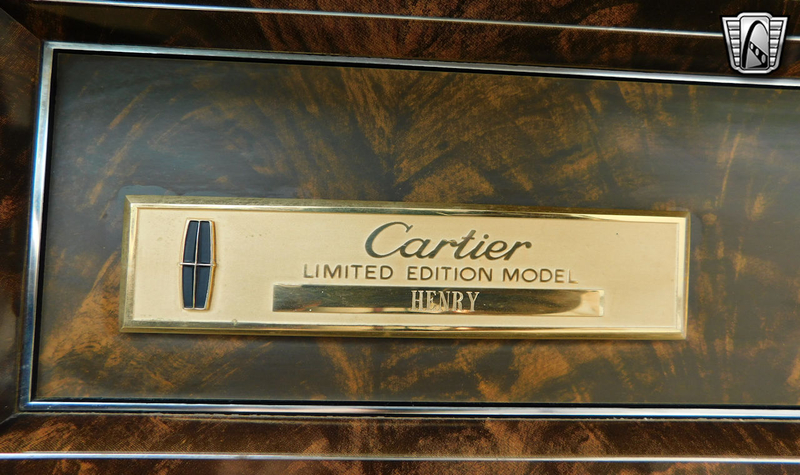 Cartier
LIMITED EDITION MODEL
HENRY